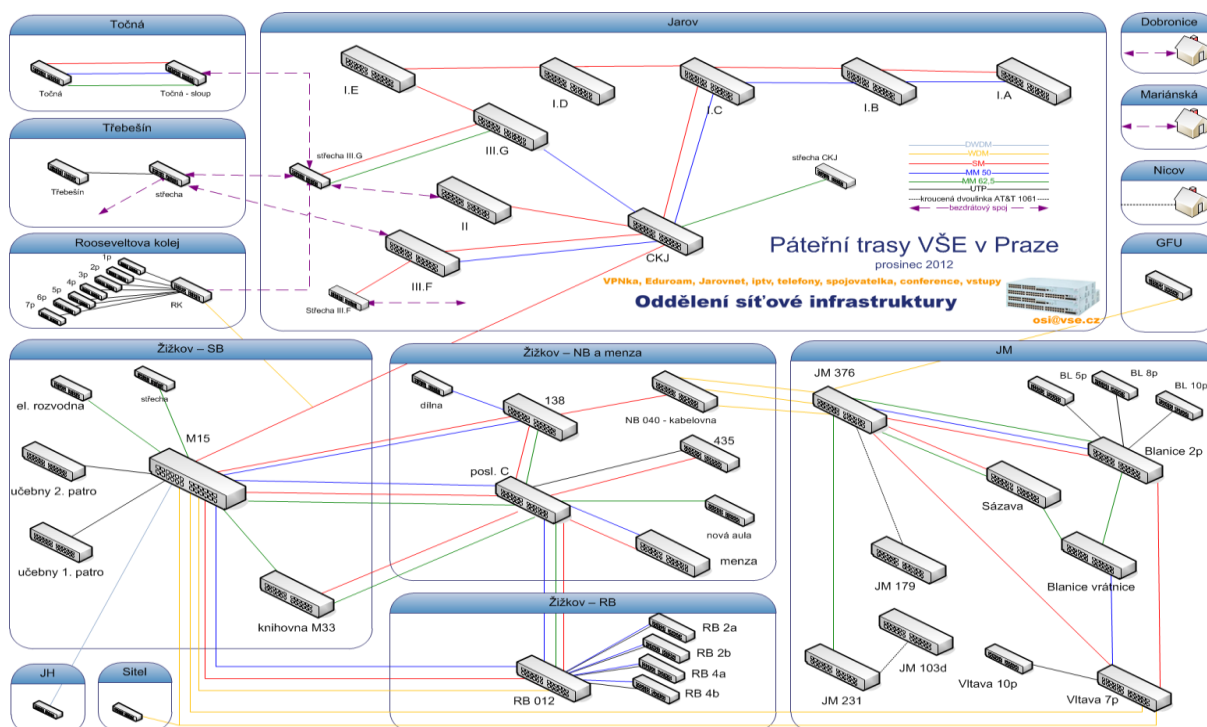 Točná
Točná
Točná - sloup
Třebešín
Třebešín
střecha
Rooseveltova kolej
1p
2p
3p
4p
5p
6p
7p
RK
Jarov
I.E
I.D
I.C
I.B
I.A
III.G
střecha III.G
II
III.F
Střecha III.F
CKJ
střecha CKJ
DWDM
WDM
SM
MM 50
MM 62,5
UTP
kroucená dvoulinka AT&T 1061
bezdrátový spoj
Páteřní trasy VŠE v Praze
prosinec 2012
VPNka, Eduroam, Jarovnet, iptv, telefony, spojovatelka, conference, vstupy
Oddělení síťové infrastruktury
osi@vse.cz
Dobronice
Mariánská
Nicov
GFU
Žižkov – SB
el. rozvodna
střecha
M15
učebny 2. patro
učebny 1. patro
knihovna M33
Žižkov – NB a menza
dílna
138
NB 040 - kabelovna
435
posl. C
nová aula
menza
Žižkov – RB
RB 2a
RB 2b
RB 4a
RB 4b
RB 012
JM
JM 376
BL 5p
BL 8p
BL 10p
Blanice 2p
Sázava
Blanice vrátnice
JM 179
JM 103d
JM 231
Vltava 10p
Vltava 7p
JH
Sitel